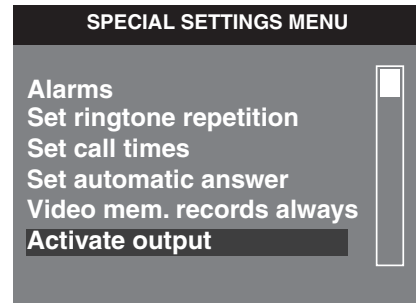 SPECIAL SETTINGS MENU
Alarms
Set ringtone repetition
Set call times
Set automatic answer
Video mem. records always
Activate output